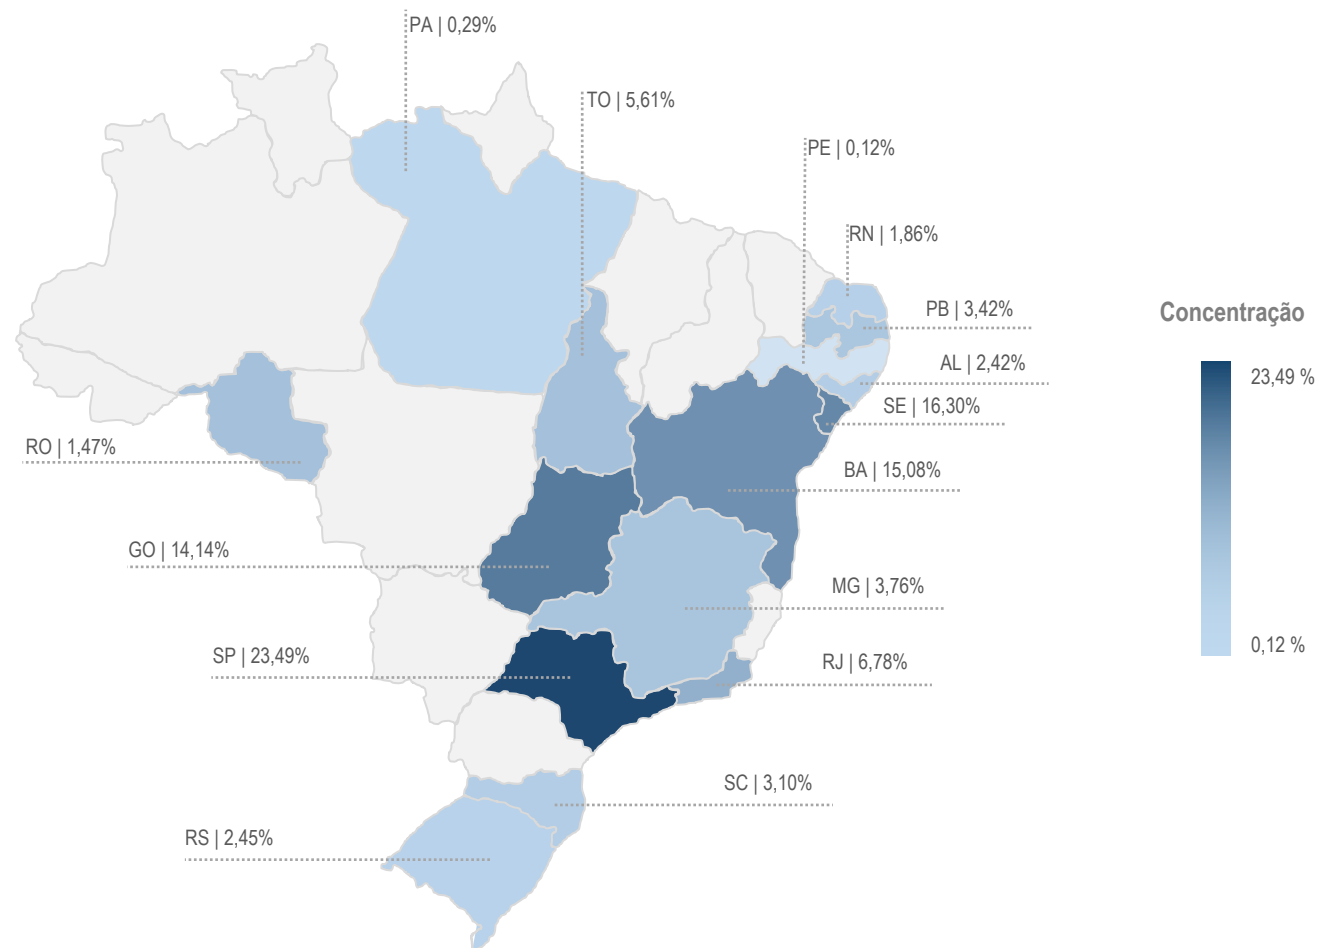 PA | 0,29%
TO | 5,61%
PE | 0,12%
RN | 1,86%
PB | 3,42%
AL | 2,42%
SE | 16,30%
RO | 1,47%
BA | 15,08%
GO | 14,14%
MG | 3,76%
SP | 23,49%
RJ | 6,78%
SC | 3,10%
RS | 2,45%
Concentração
23,49 %
0,12 %